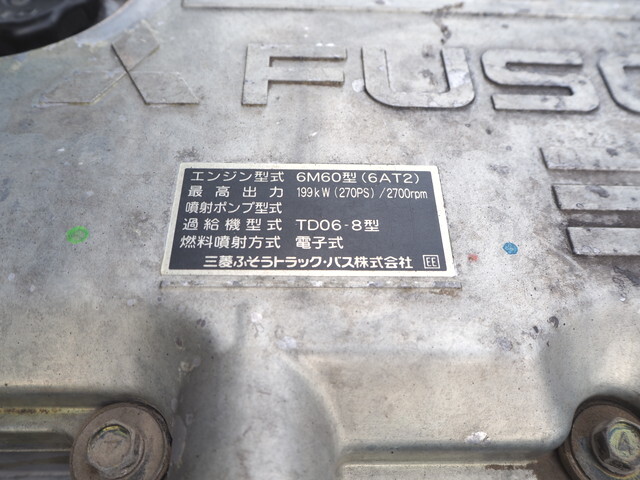 FUSO
エンジン型式 6M60型(6AT2)
最高出力 199kW(270PS)/2700rpm
噴射ポンプ型式
過給機型式 TD06-8型
燃料噴射方式 電子式
三菱ふそうトラック・バス株式会社 EE